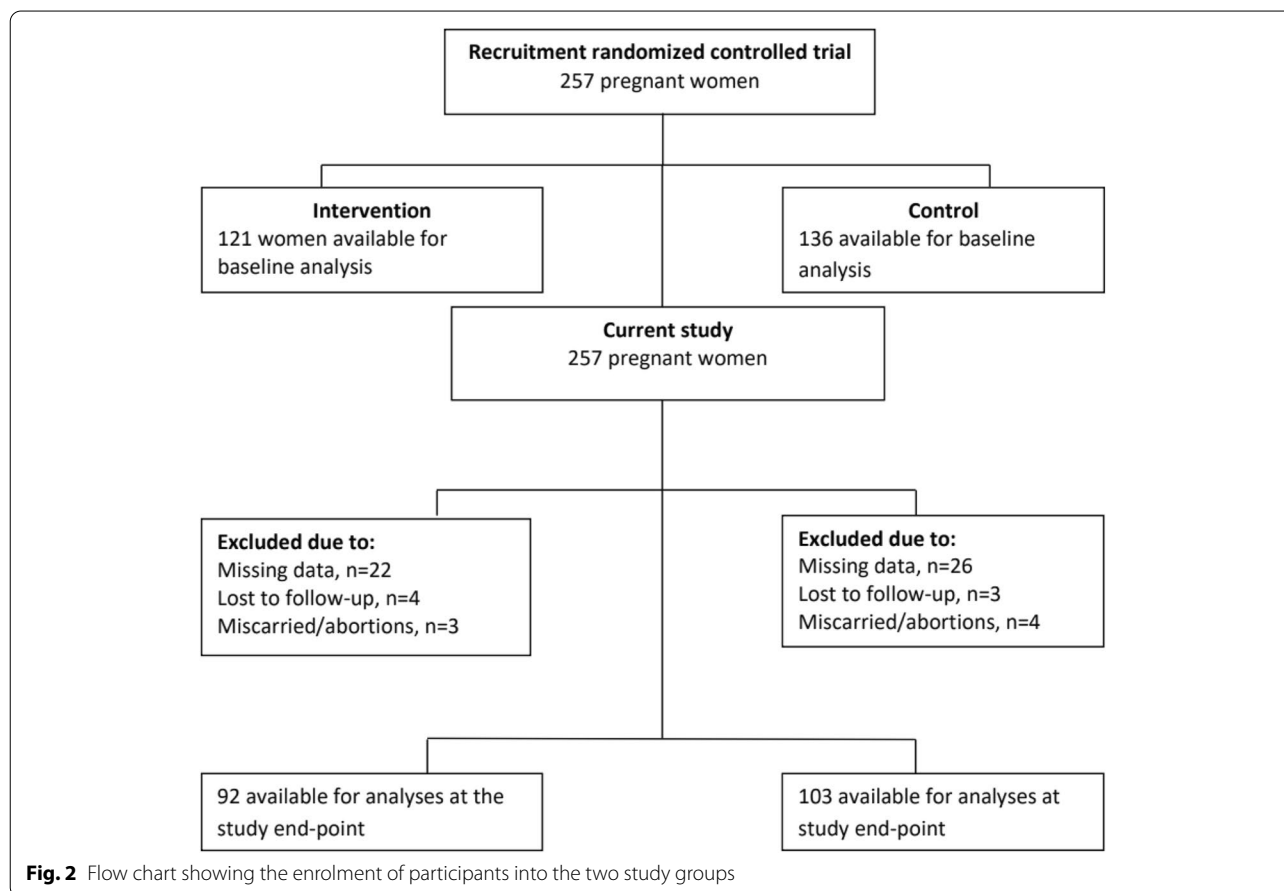 Recruitment randomized controlled trial
257 pregnant women
Intervention
121 women available for
baseline analysis
Control
136 available for baseline
analysis
Current study
257 pregnant women
Excluded due to:
Missing data, n=22
Lost to follow-up, n=4
Miscarried/abortions, n=3
Excluded due to:
Missing data, n=26
Lost to follow-up, n=3
Miscarried/abortions, n=4
92 available for analyses at the
study end-point
103 available for analyses at
study end-point
Fig. 2 Flow chart showing the enrolment of participants into the two study groups